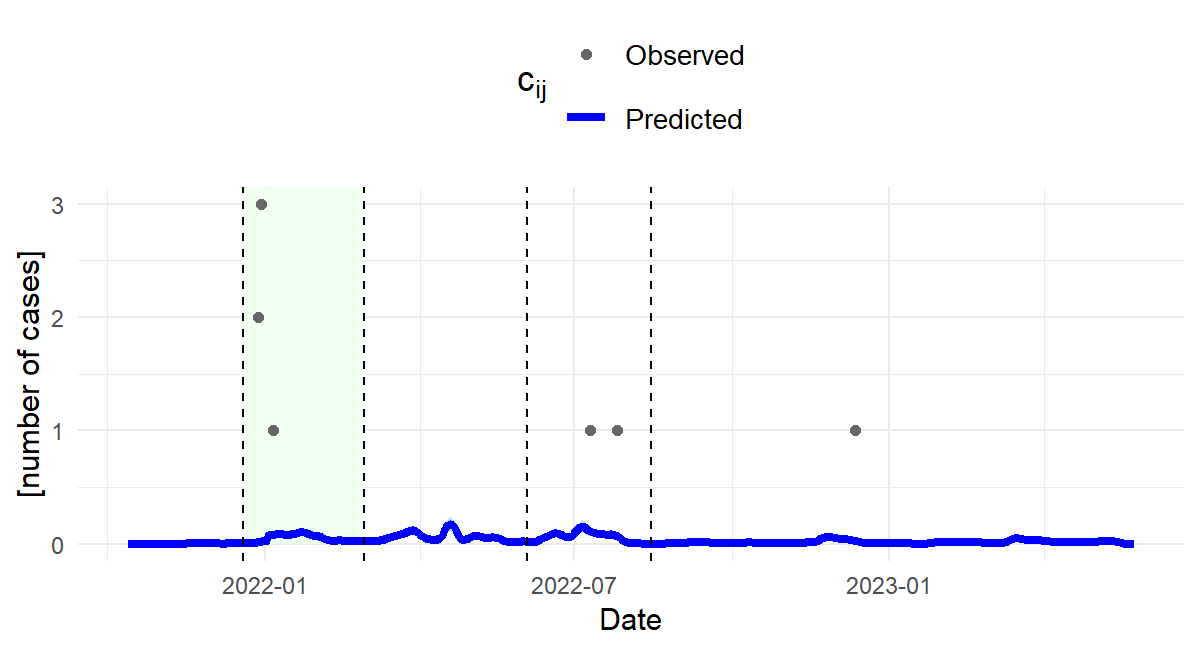 Observed
cij
Predicted
[number of cases]
3
2
1
0
2022-01
2022-07
2023-01
Date